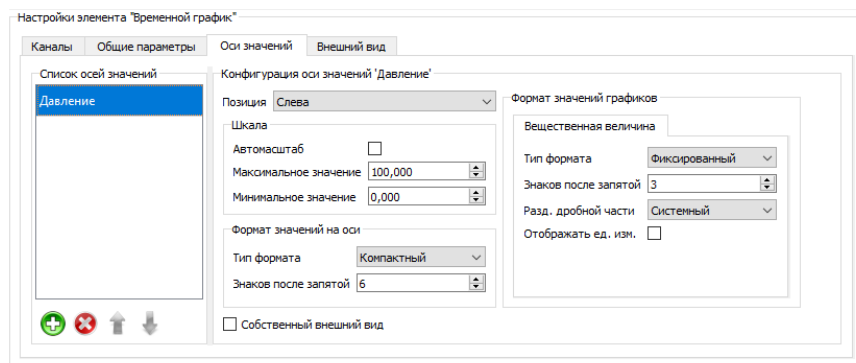 Настройки элемента "Временной график"
Каналы Общие параметры Оси значений Внешний вид
Список осей значений
Давление
Конфигурация оси значений 'Давление'
Позиция Слева
Шкала
Автомасштаб
Максимальное значение 100,000
Минимальное значение 0,000
Формат значений на оси
Тип формата Компактный
Знаков после запятой 6
Собственный внешний вид
Формат значений графиков
Вещественная величина
Тип формата Фиксированный
Знаков после запятой 3
Разд. дробной части Системный
Отображать ед. изм.